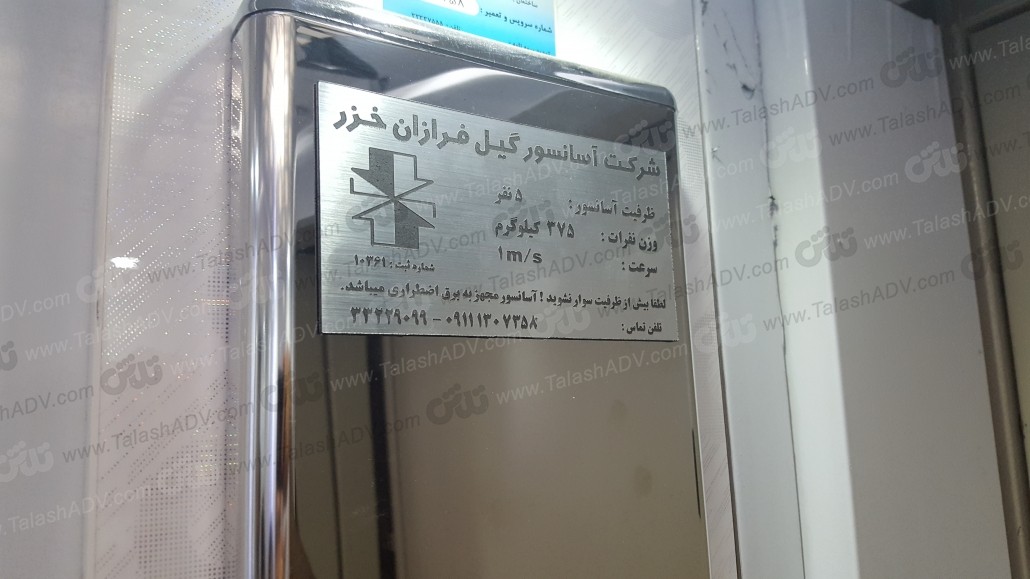 شماره سرویس و تعمیر :
شرکت آسانسور گیل فرازان خزر
ظرفیت آسانسور : ۵ نفر
وزن نفرات : ۳۷۵ کیلوگرم
سرعت : ۱m/s
شماره ثبت : ۱۰۳۶۱
لطفا بیش از ظرفیت سوار نشوید ! آسانسور مجهز به برق اضطراری میباشد.
تلفن تماس : ۰۹۱۱۱۳۰۷۳۵۸ - ۳۳۲۲۹۰۹۹
تلاش www.TalashADV.com